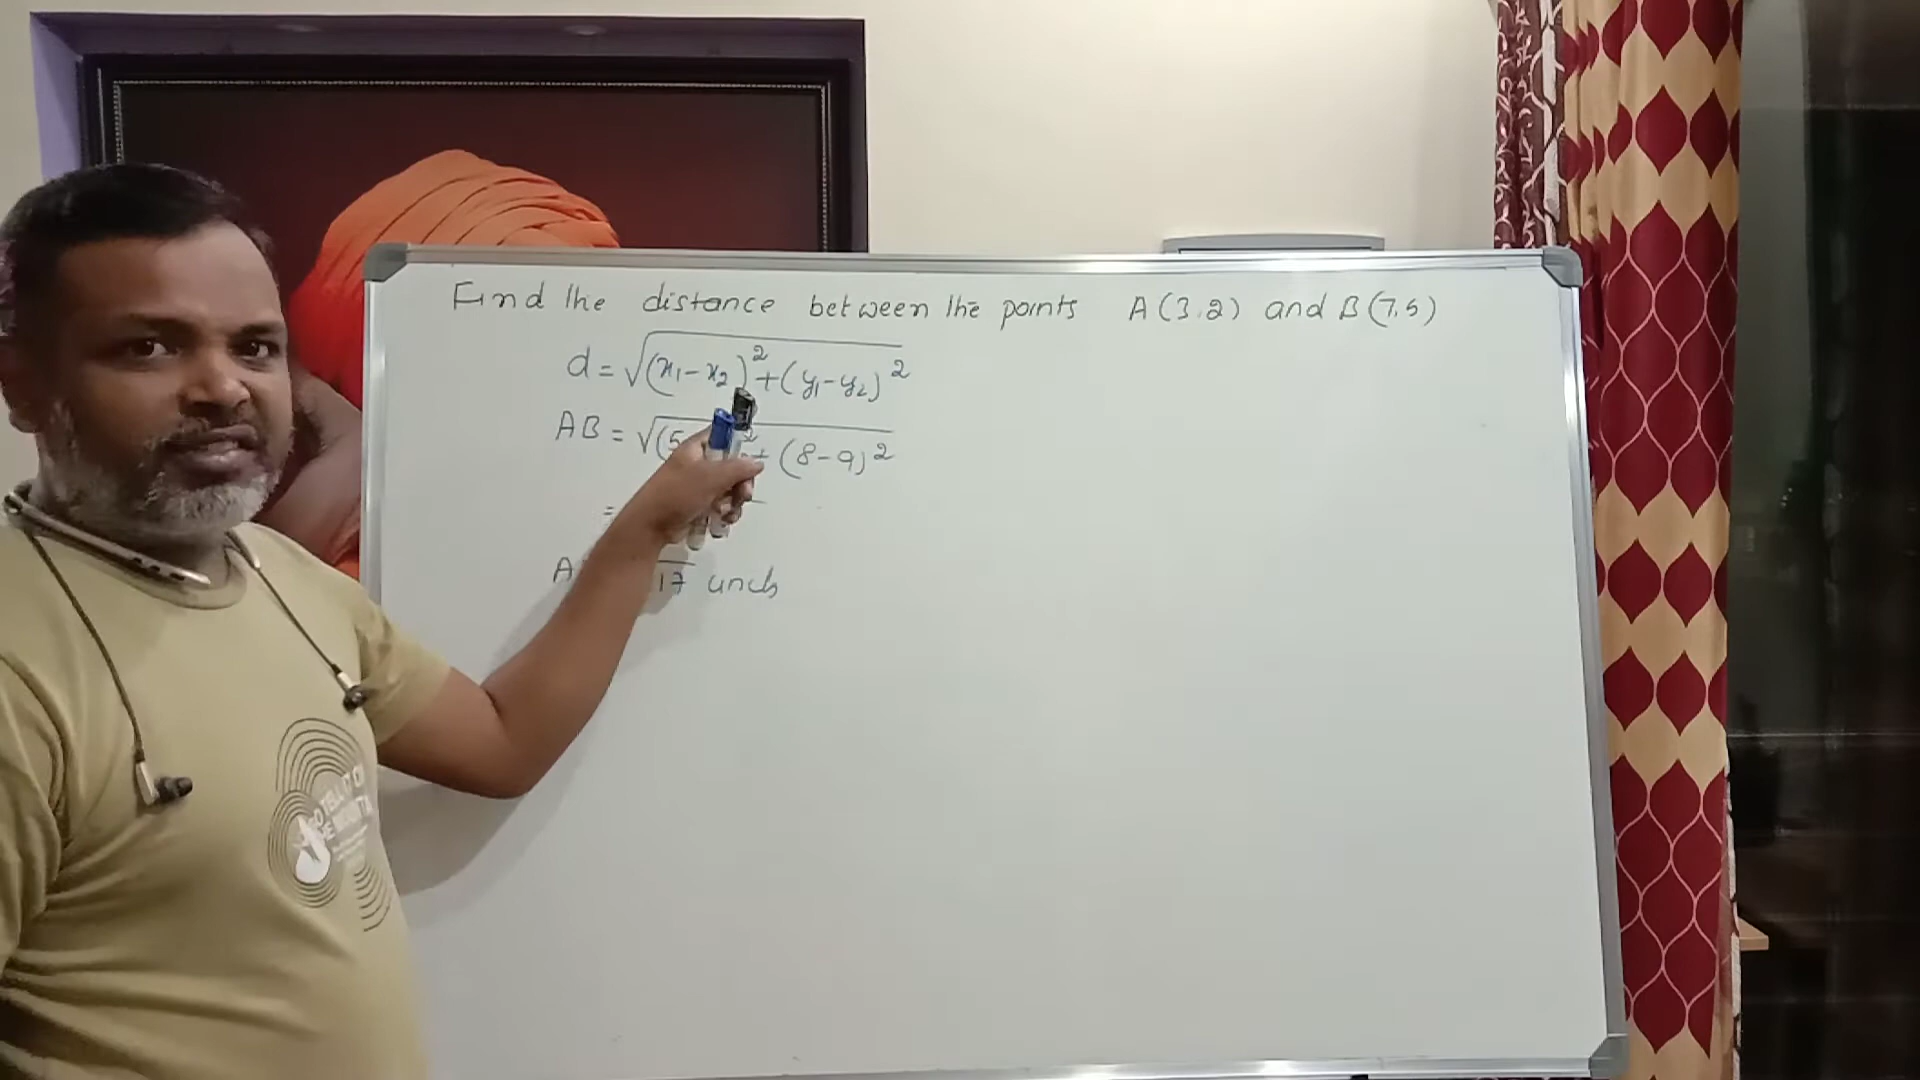 Find the distance between the points A(3,2) and B(7,5)
d = √(x₁-x₂)² + (y₁-y₂)²
AB = √(5 ² + (8-9)²
=
A 17 units